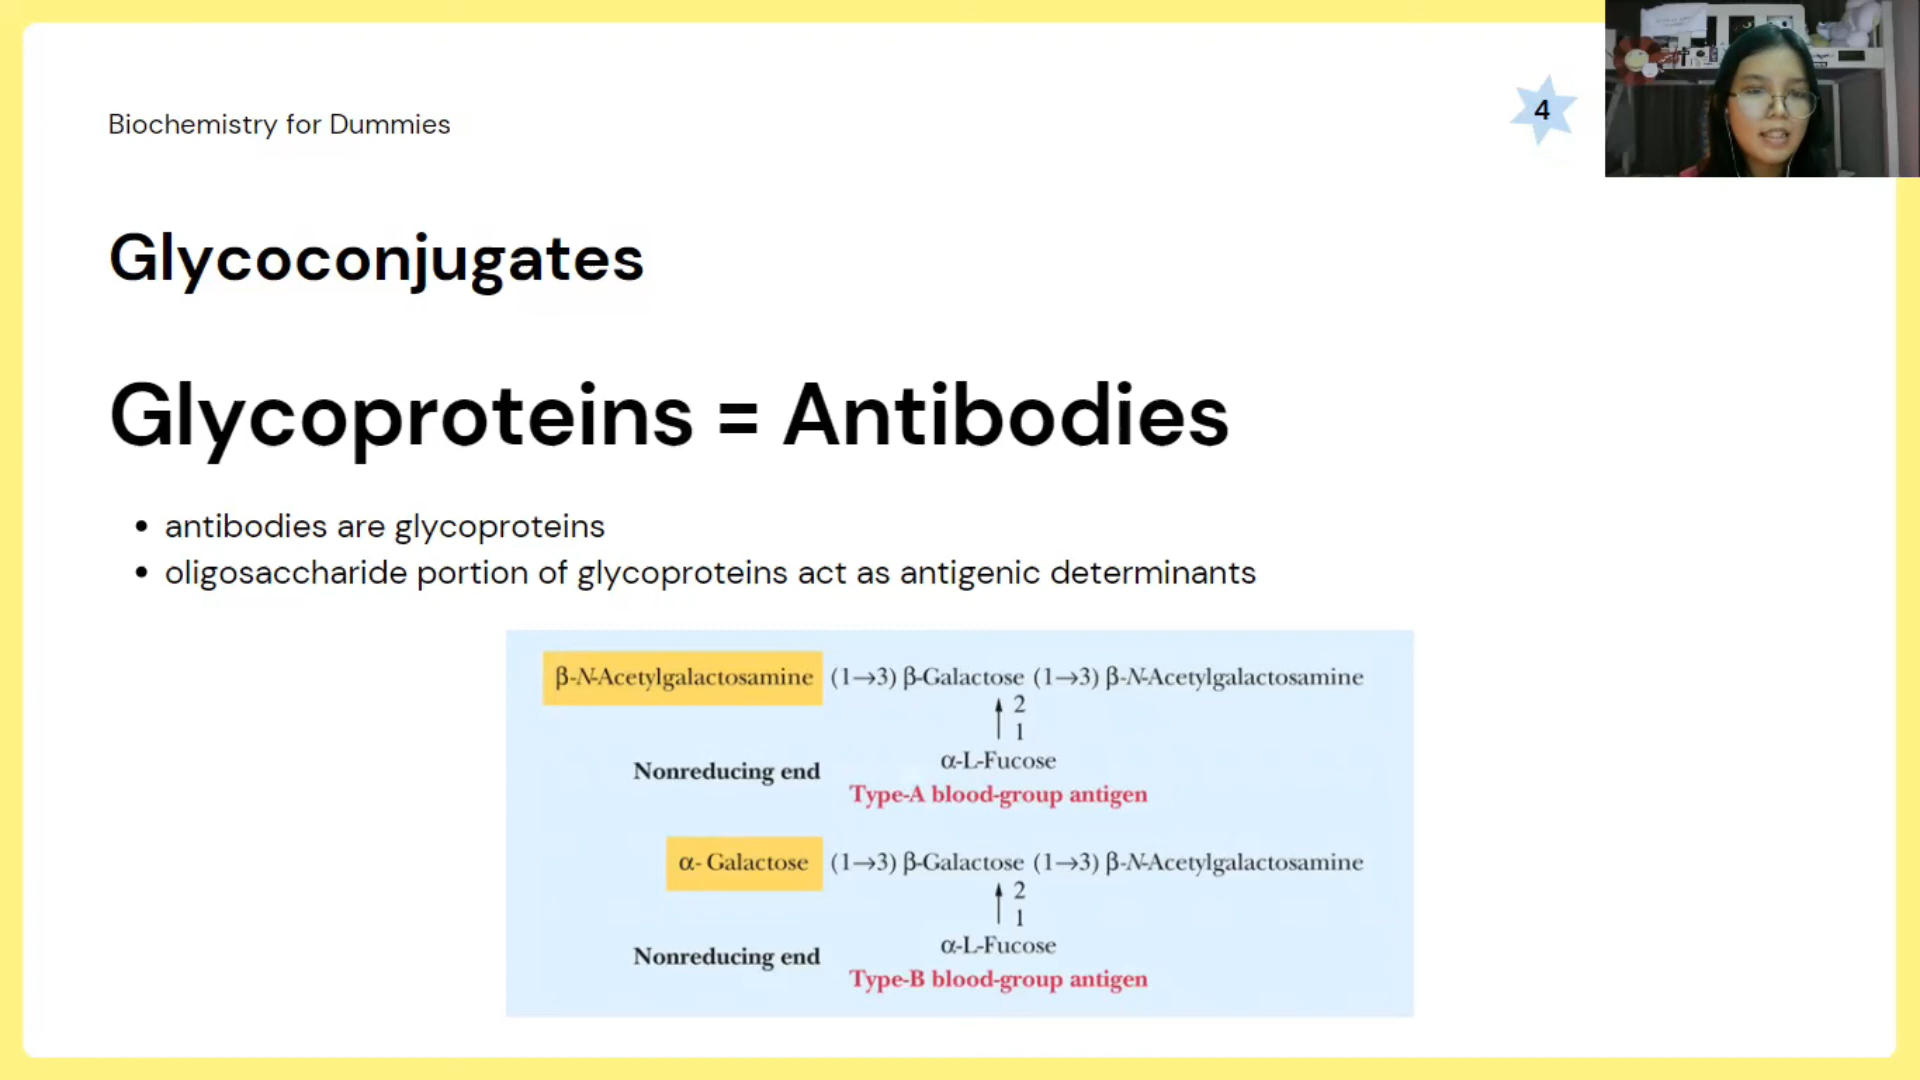 Biochemistry for Dummies
4
Glycoconjugates
Glycoproteins = Antibodies
• antibodies are glycoproteins
• oligosaccharide portion of glycoproteins act as antigenic determinants
β-N-Acetylgalactosamine (1→3) β-Galactose (1→3) β-N-Acetylgalactosamine
↑ 2
1
α-L-Fucose
Nonreducing end
Type-A blood-group antigen
α- Galactose (1→3) β-Galactose (1→3) β-N-Acetylgalactosamine
↑ 2
1
α-L-Fucose
Nonreducing end
Type-B blood-group antigen